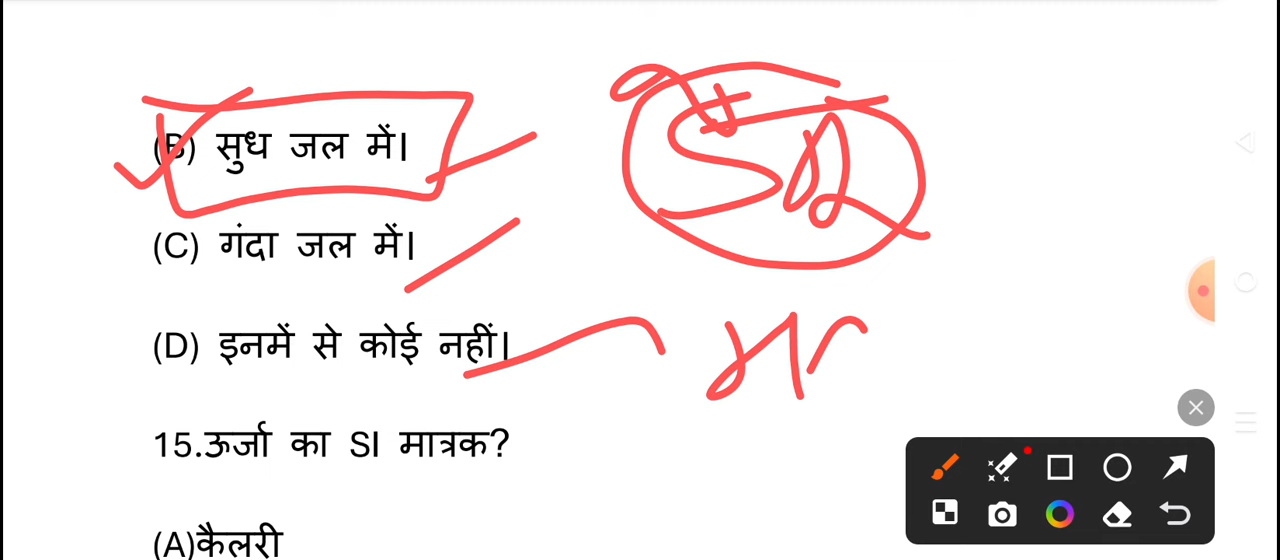 (B) सुध जल में।
(C) गंदा जल में।
(D) इनमें से कोई नहीं।
15.ऊर्जा का SI मात्रक?
(A)कैलरी